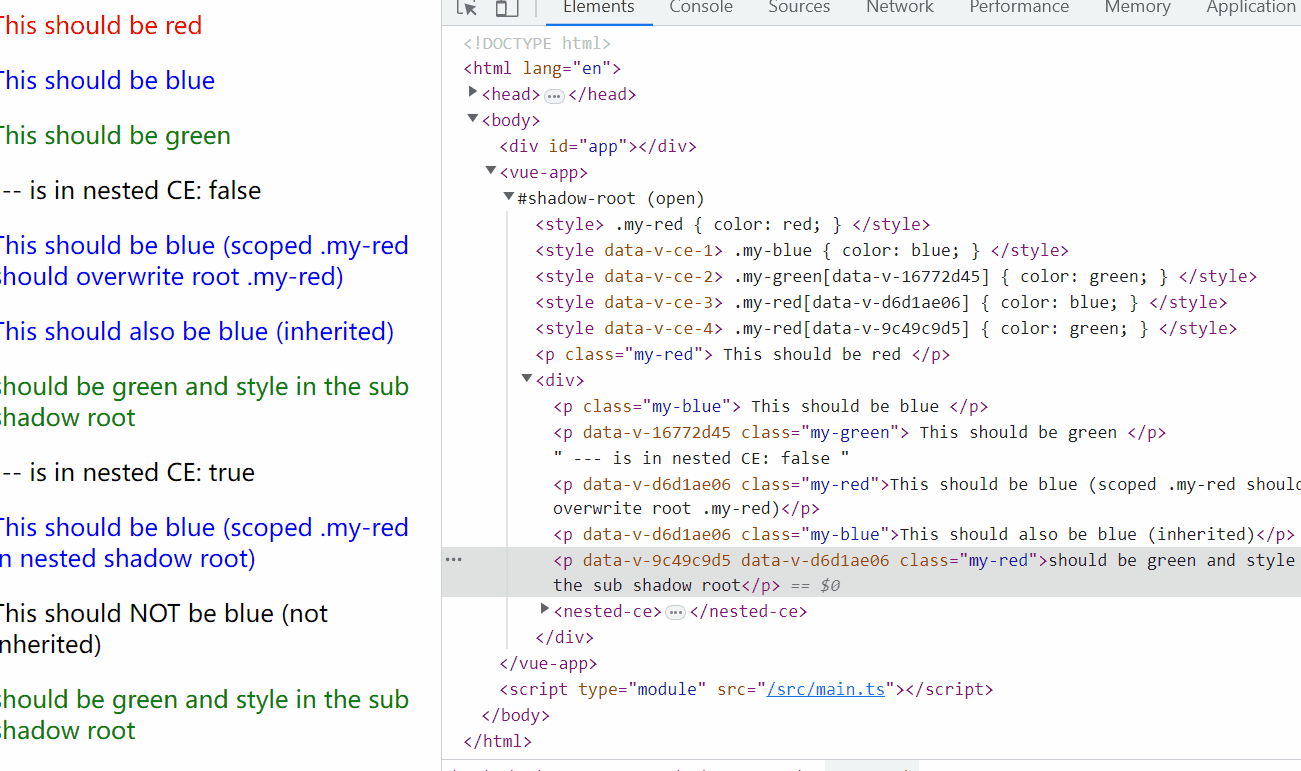 This should be red
This should be blue
This should be green
--- is in nested CE: false
This should be blue (scoped .my-red
should overwrite root .my-red)
This should also be blue (inherited)
should be green and style in the sub
shadow root
--- is in nested CE: true
This should be blue (scoped .my-red
in nested shadow root)
This should NOT be blue (not
inherited)
should be green and style in the sub
shadow root
Elements Console Sources Network Performance Memory Application
<!DOCTYPE html>
<html lang="en">
<head> ••• </head>
<body>
<div id="app"></div>
<vue-app>
#shadow-root (open)
<style> .my-red { color: red; } </style>
<style data-v-ce-1> .my-blue { color: blue; } </style>
<style data-v-ce-2> .my-green[data-v-16772d45] { color: green; } </style>
<style data-v-ce-3> .my-red[data-v-d6d1ae06] { color: blue; } </style>
<style data-v-ce-4> .my-red[data-v-9c49c9d5] { color: green; } </style>
<p class="my-red"> This should be red </p>
<div>
<p class="my-blue"> This should be blue </p>
<p data-v-16772d45 class="my-green"> This should be green </p>
" --- is in nested CE: false "
<p data-v-d6d1ae06 class="my-red">This should be blue (scoped .my-red should
overwrite root .my-red)</p>
<p data-v-d6d1ae06 class="my-blue">This should also be blue (inherited)</p>
••• <p data-v-9c49c9d5 data-v-d6d1ae06 class="my-red">should be green and style
the sub shadow root</p> == $0
<nested-ce> ••• </nested-ce>
</div>
</vue-app>
<script type="module" src="/src/main.ts"></script>
</body>
</html>